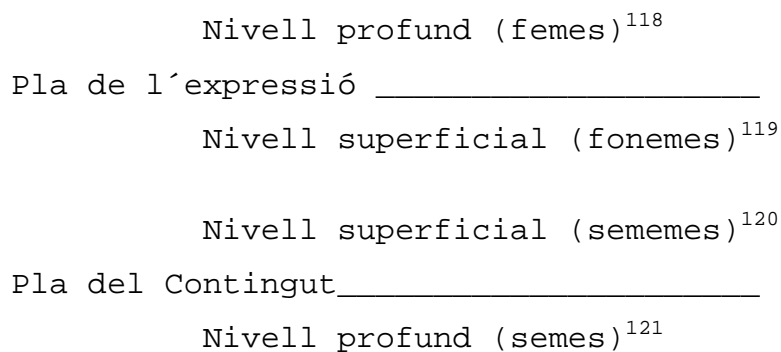 Nivell profund (femes)118
Pla de l´expressió ____________________
Nivell superficial (fonemes)119
Nivell superficial (sememes)120
Pla del Contingut______________________
Nivell profund (semes)121